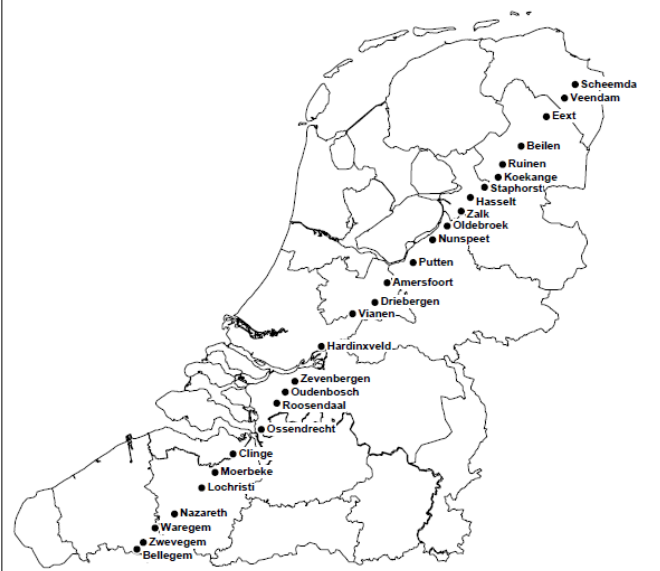 Scheemda
Veendam
Eext
Beilen
Ruinen
Koekange
Staphorst
Hasselt
Zalk
Oldebroek
Nunspeet
Putten
Amersfoort
Driebergen
Vianen
Hardinxveld
Zevenbergen
Oudenbosch
Roosendaal
Ossendrecht
Clinge
Moerbeke
Lochristi
Nazareth
Waregem
Zwevegem
Bellegem